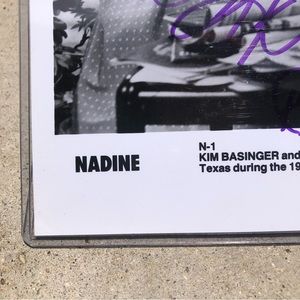 N-1
NADINE
KIM BASINGER and
Texas during the 19